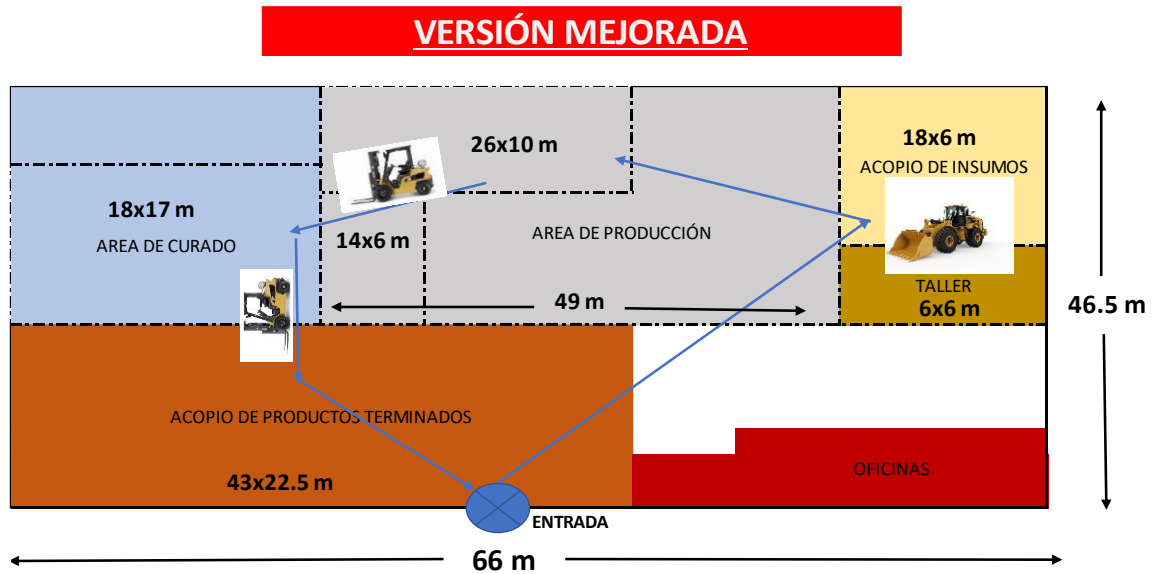 VERSIÓN MEJORADA
26x10 m
18x6 m
ACOPIO DE INSUMOS
18x17 m
AREA DE CURADO
14x6 m
AREA DE PRODUCCIÓN
TALLER
6x6 m
49 m
46.5 m
ACOPIO DE PRODUCTOS TERMINADOS
43x22.5 m
OFICINAS
ENTRADA
66 m